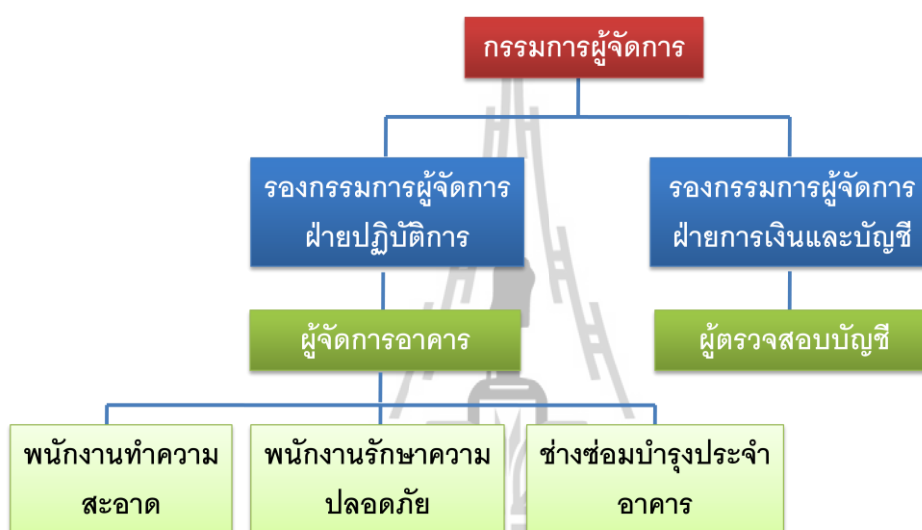 กรรมการผู้จัดการ
รองกรรมการผู้จัดการ
ฝ่ายปฏิบัติการ
รองกรรมการผู้จัดการ
ฝ่ายการเงินและบัญชี
ผู้จัดการอาคาร
ผู้ตรวจสอบบัญชี
พนักงานทำความ
สะอาด
พนักงานรักษาความ
ปลอดภัย
ช่างซ่อมบำรุงประจำ
อาคาร